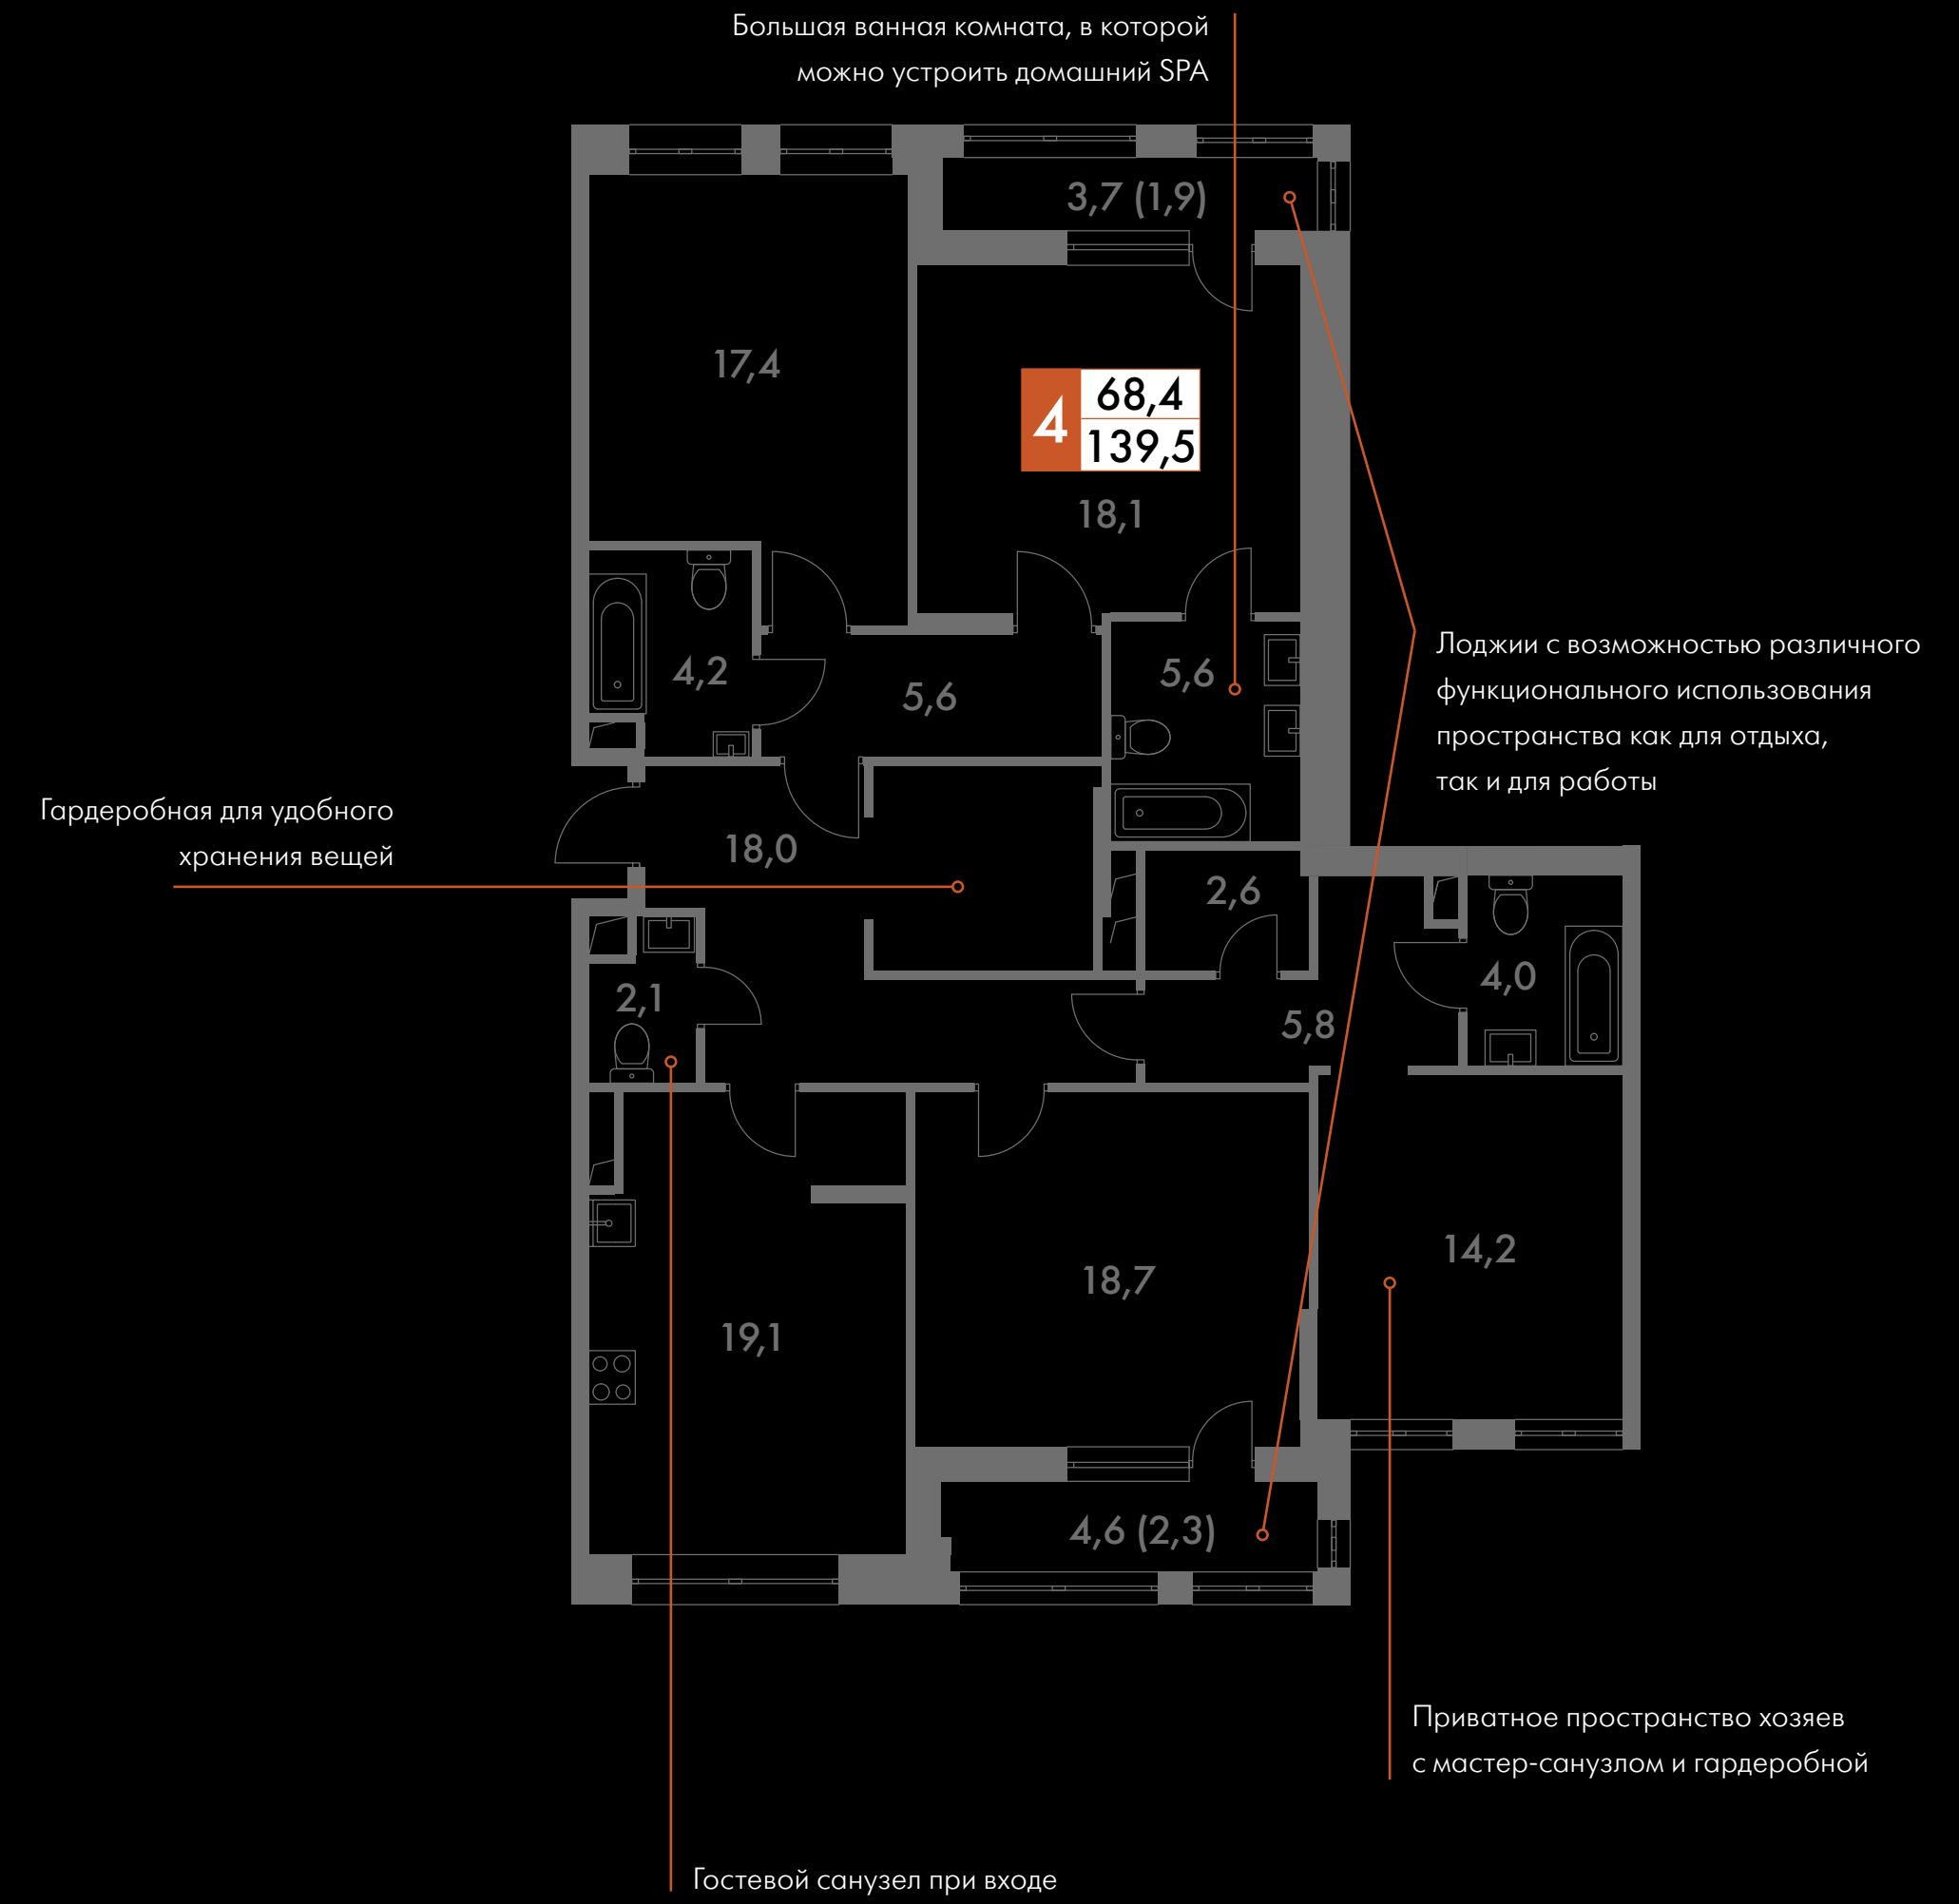 Большая ванная комната, в которой
можно устроить домашний SPA
3,7 (1,9)
17,4
4
68,4
139,5
18,1
4,2
5,6
5,6
Лоджии с возможностью различного
функционального использования
пространства как для отдыха,
так и для работы
Гардеробная для удобного
хранения вещей
18,0
2,6
2,1
4,0
5,8
14,2
18,7
19,1
4,6 (2,3)
Приватное пространство хозяев
с мастер-санузлом и гардеробной
Гостевой санузел при входе